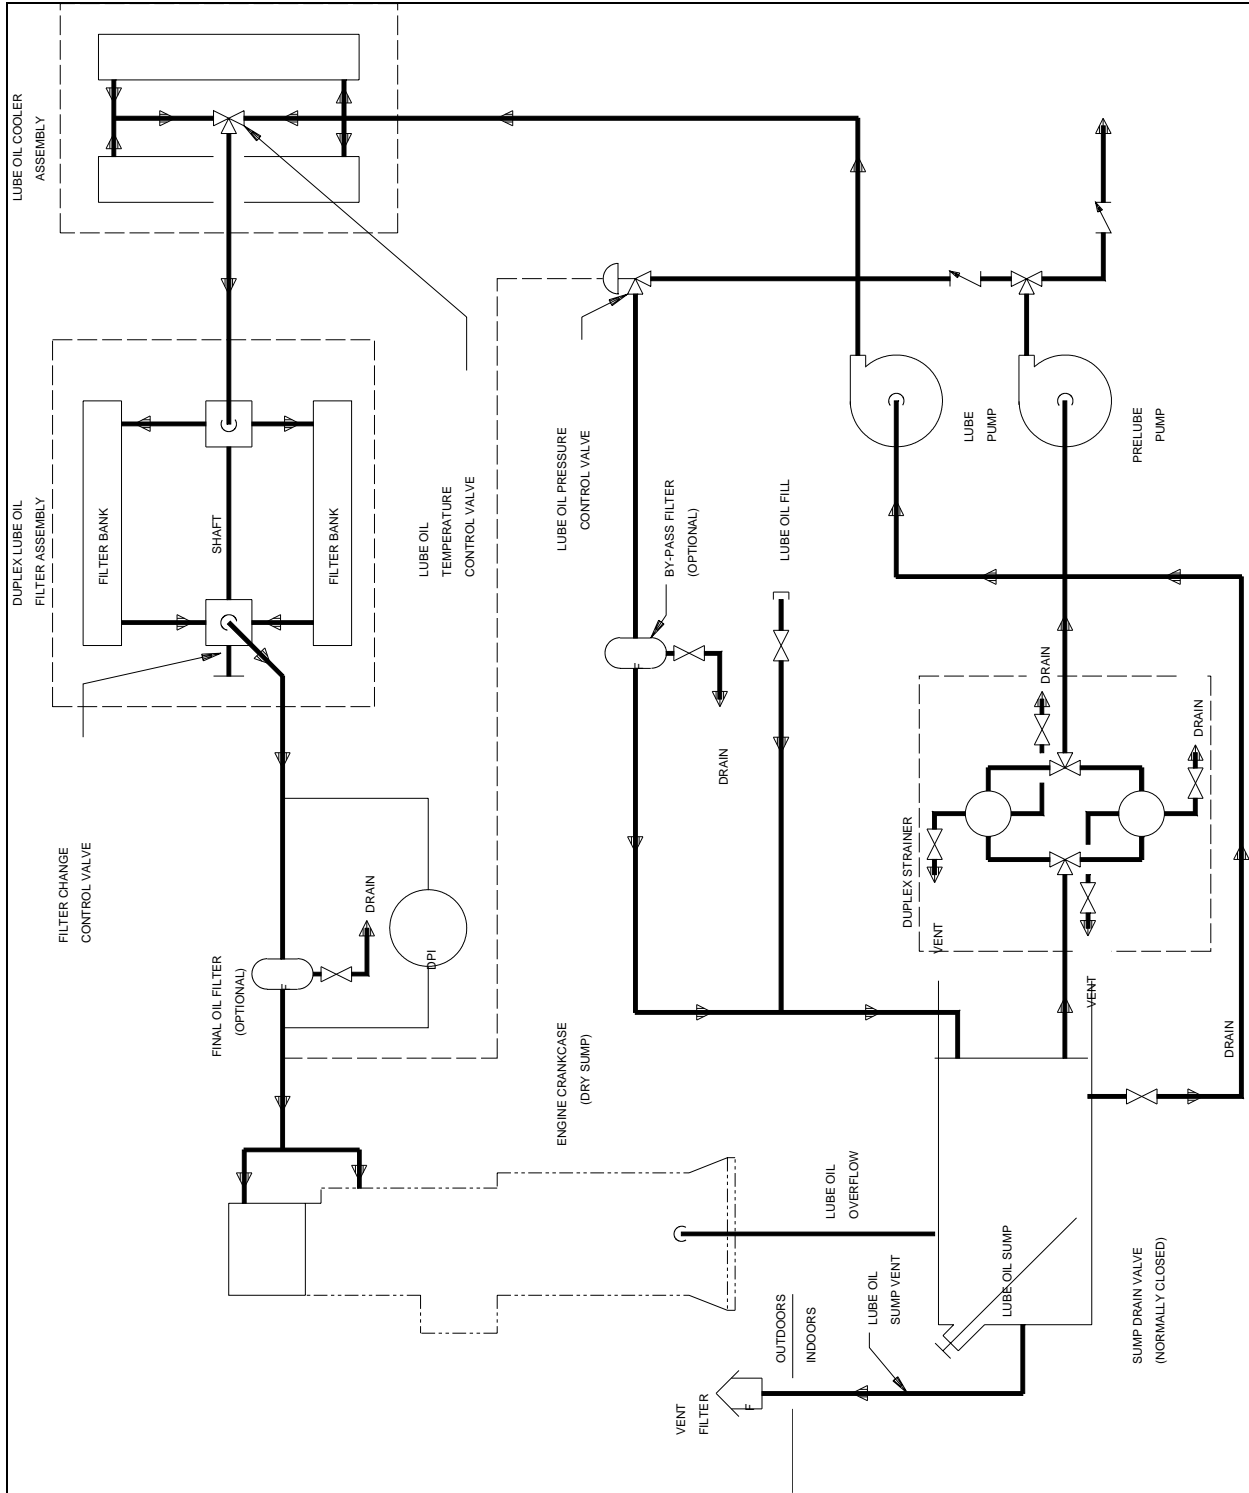 LUBE OIL COOLER
ASSEMBLY
DUPLEX LUBE OIL
FILTER ASSEMBLY
FILTER BANK
SHAFT
FILTER BANK
LUBE OIL
TEMPERATURE
CONTROL VALVE
LUBE OIL PRESSURE
CONTROL VALVE
BY-PASS FILTER
(OPTIONAL)
LUBE OIL FILL
LUBE
PUMP
PRELUBE
PUMP
F
DRAIN
DRAIN
DRAIN
DUPLEX STRAINER
VENT
VENT
DRAIN
FILTER CHANGE
CONTROL VALVE
DRAIN
DPI
F
FINAL OIL FILTER
(OPTIONAL)
ENGINE CRANKCASE
(DRY SUMP)
LUBE OIL
OVERFLOW
LUBE OIL SUMP
LUBE OIL
SUMP VENT
OUTDOORS
INDOORS
VENT
FILTER
F
SUMP DRAIN VALVE
(NORMALLY CLOSED)